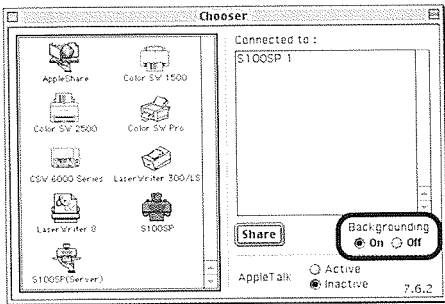 Chooser
AppleShare
Color SW 1500
Color SW 2500
Color SW Pro
CSW 6000 Series
LaserWriter 300/LS
LaserWriter 8
S100SP
S100SP(Server)
Connected to :
S100SP 1
Share
Backgrounding
On Off
AppleTalk
Active
Inactive
7.6.2